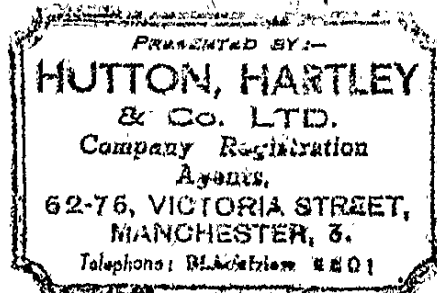 PRESENTED BY:—
HUTTON, HARTLEY
& Co. LTD.
Company Registration
Agents,
62-76, VICTORIA STREET,
MANCHESTER, 3.
Telephone: